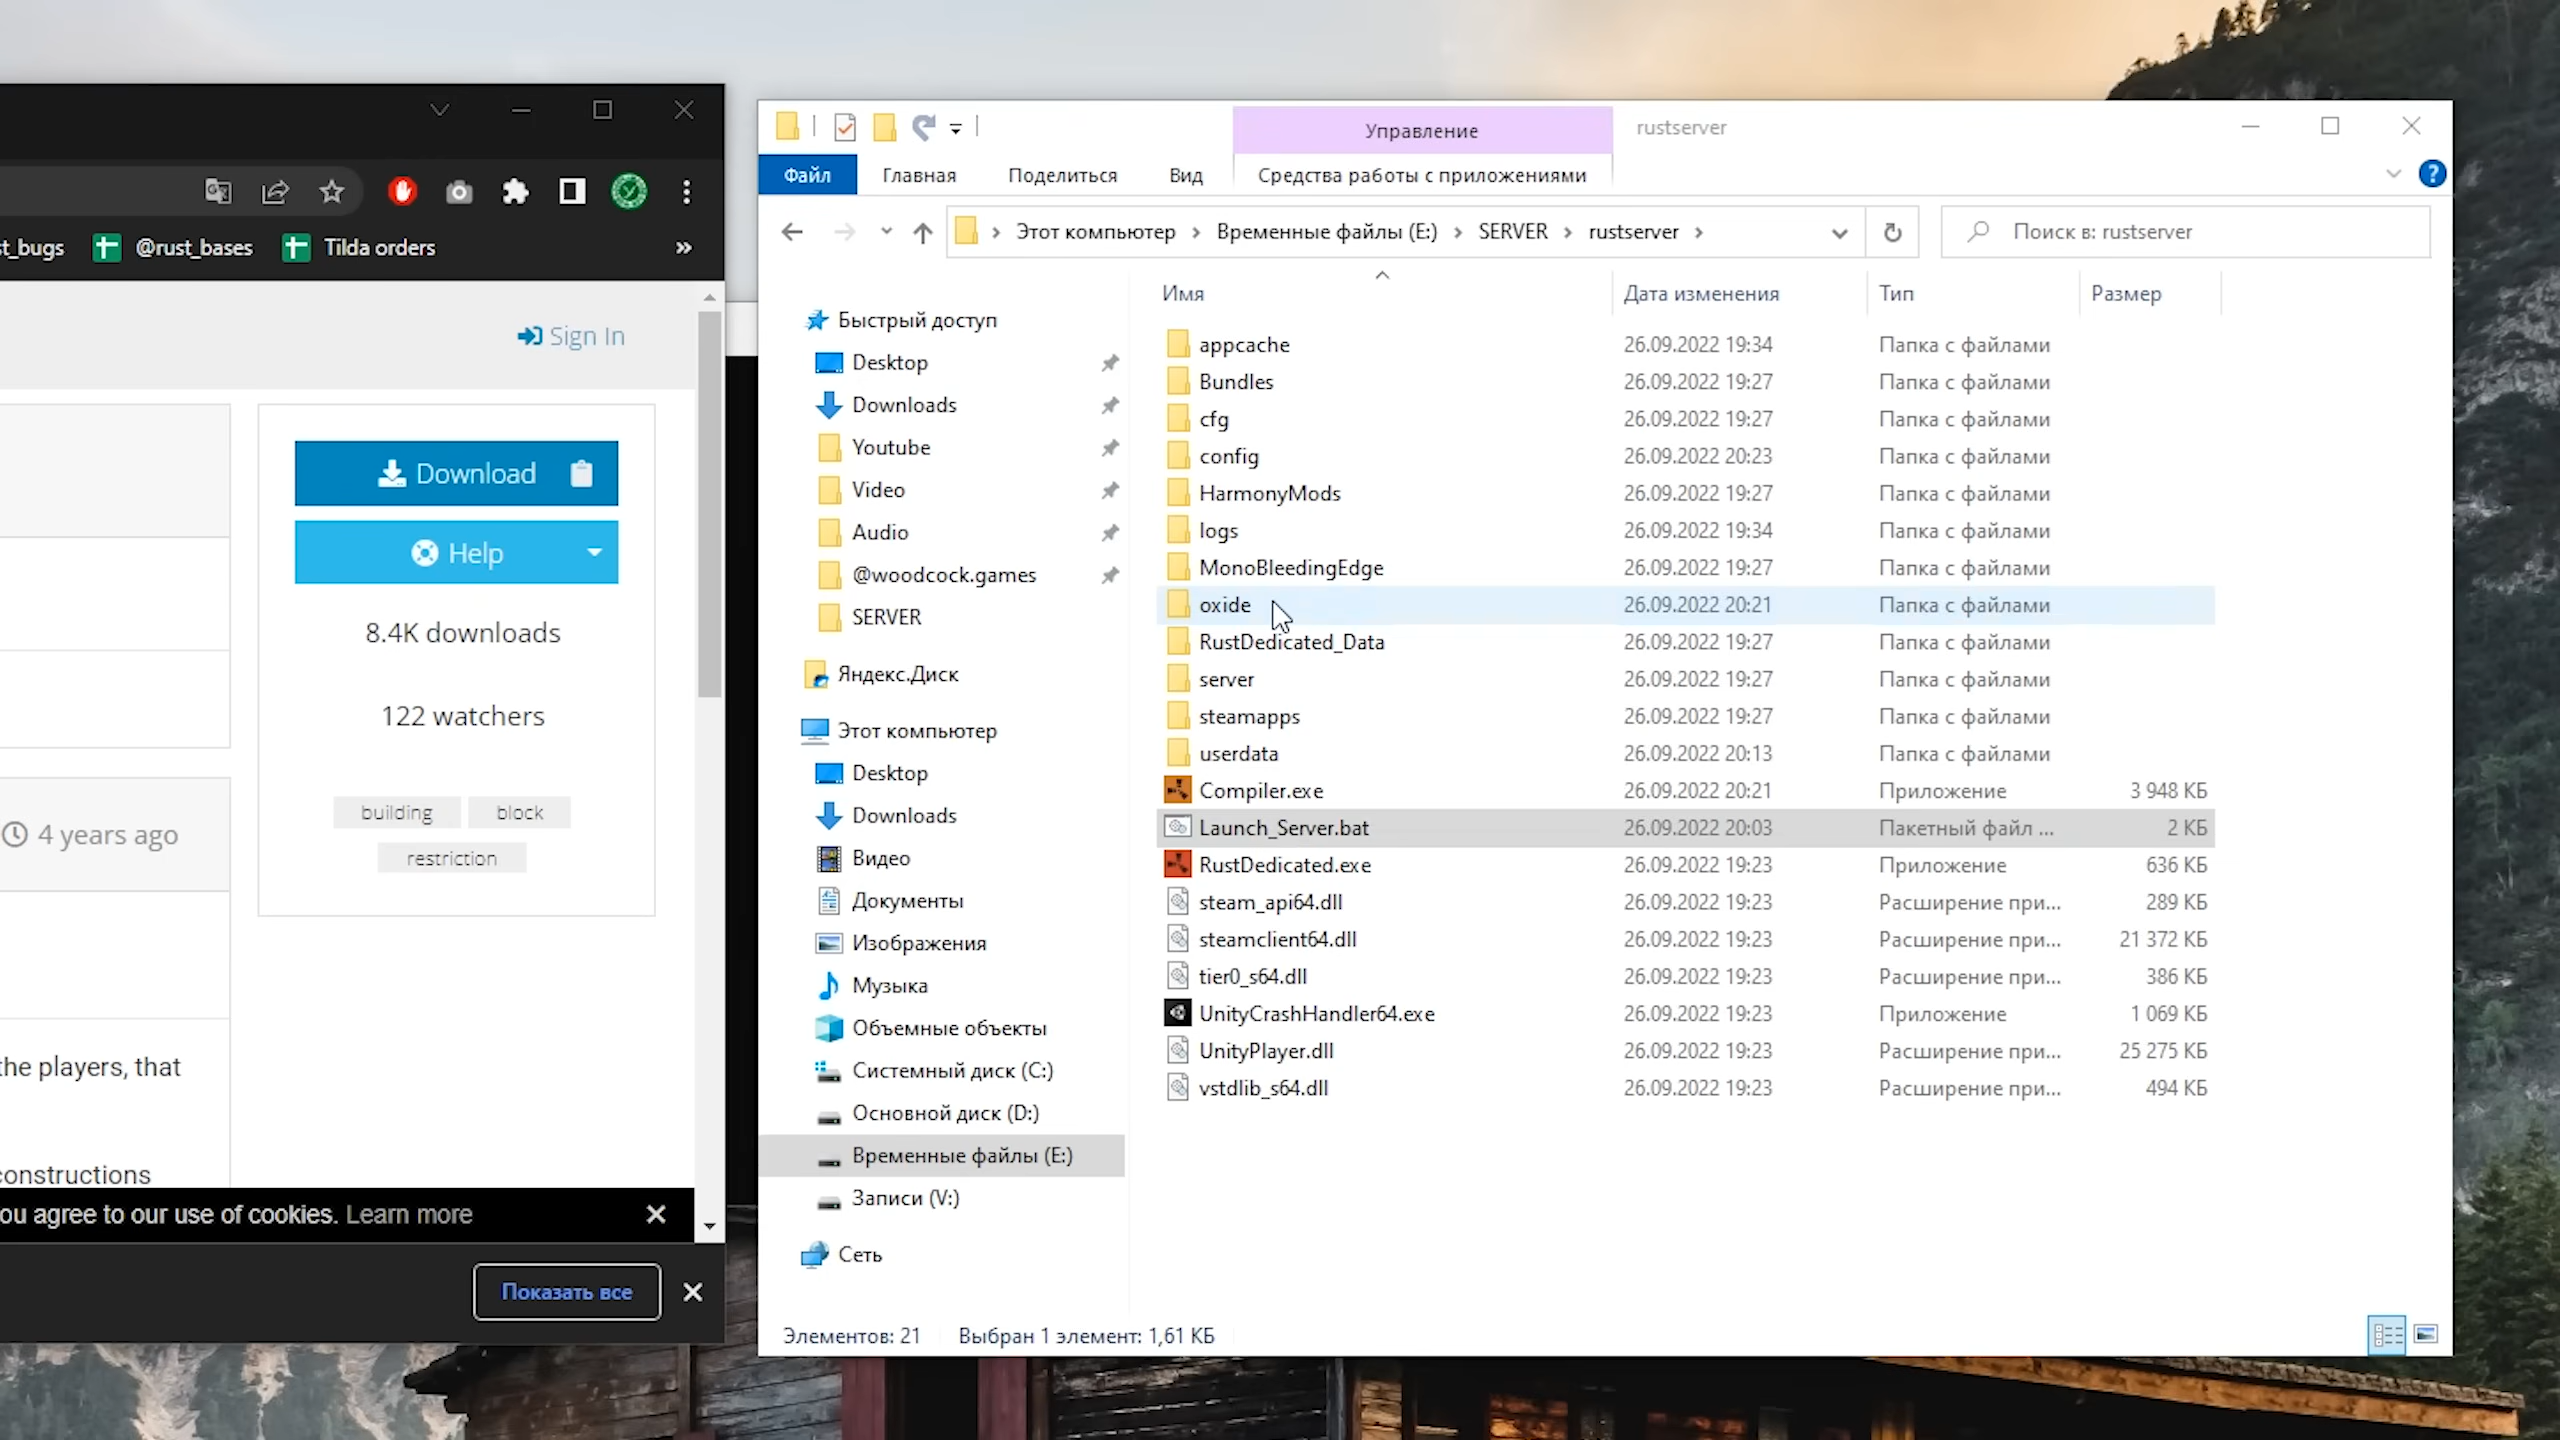 st_bugs
@rust_bases
Tilda orders
»
Sign In
Download
Help
8.4K downloads
122 watchers
building
block
restriction
4 years ago
the players, that
constructions
ou agree to our use of cookies. Learn more
Показать все
Управление
rustserver
Файл
Главная
Поделиться
Вид
Средства работы с приложениями
Этот компьютер
Временные файлы (E:)
SERVER
rustserver
Поиск в: rustserver
Имя
Дата изменения
Тип
Размер
Быстрый доступ
Desktop
Downloads
Youtube
Video
Audio
@woodcock.games
SERVER
Яндекс.Диск
Этот компьютер
Desktop
Downloads
Видео
Документы
Изображения
Музыка
Объемные объекты
Системный диск (C:)
Основной диск (D:)
Временные файлы (E:)
Записи (V:)
Сеть
appcache 26.09.2022 19:34 Папка с файлами
Bundles 26.09.2022 19:27 Папка с файлами
cfg 26.09.2022 19:27 Папка с файлами
config 26.09.2022 20:23 Папка с файлами
HarmonyMods 26.09.2022 19:27 Папка с файлами
logs 26.09.2022 19:34 Папка с файлами
MonoBleedingEdge 26.09.2022 19:27 Папка с файлами
oxide 26.09.2022 20:21 Папка с файлами
RustDedicated_Data 26.09.2022 19:27 Папка с файлами
server 26.09.2022 19:27 Папка с файлами
steamapps 26.09.2022 19:27 Папка с файлами
userdata 26.09.2022 20:13 Папка с файлами
Compiler.exe 26.09.2022 20:21 Приложение 3 948 КБ
Launch_Server.bat 26.09.2022 20:03 Пакетный файл ... 2 КБ
RustDedicated.exe 26.09.2022 19:23 Приложение 636 КБ
steam_api64.dll 26.09.2022 19:23 Расширение при... 289 КБ
steamclient64.dll 26.09.2022 19:23 Расширение при... 21 372 КБ
tier0_s64.dll 26.09.2022 19:23 Расширение при... 386 КБ
UnityCrashHandler64.exe 26.09.2022 19:23 Приложение 1 069 КБ
UnityPlayer.dll 26.09.2022 19:23 Расширение при... 25 275 КБ
vstdlib_s64.dll 26.09.2022 19:23 Расширение при... 494 КБ
Элементов: 21
Выбран 1 элемент: 1,61 КБ